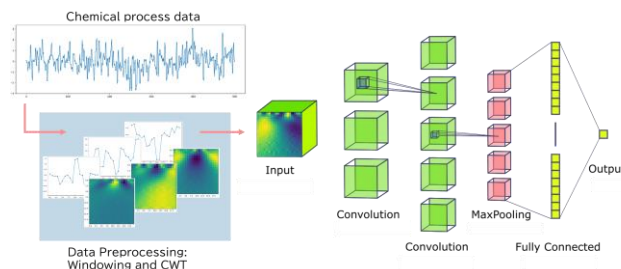 Chemical process data
Data Preprocessing:
Windowing and CWT
Input
Convolution
Convolution
MaxPooling
Fully Connected
Outpu